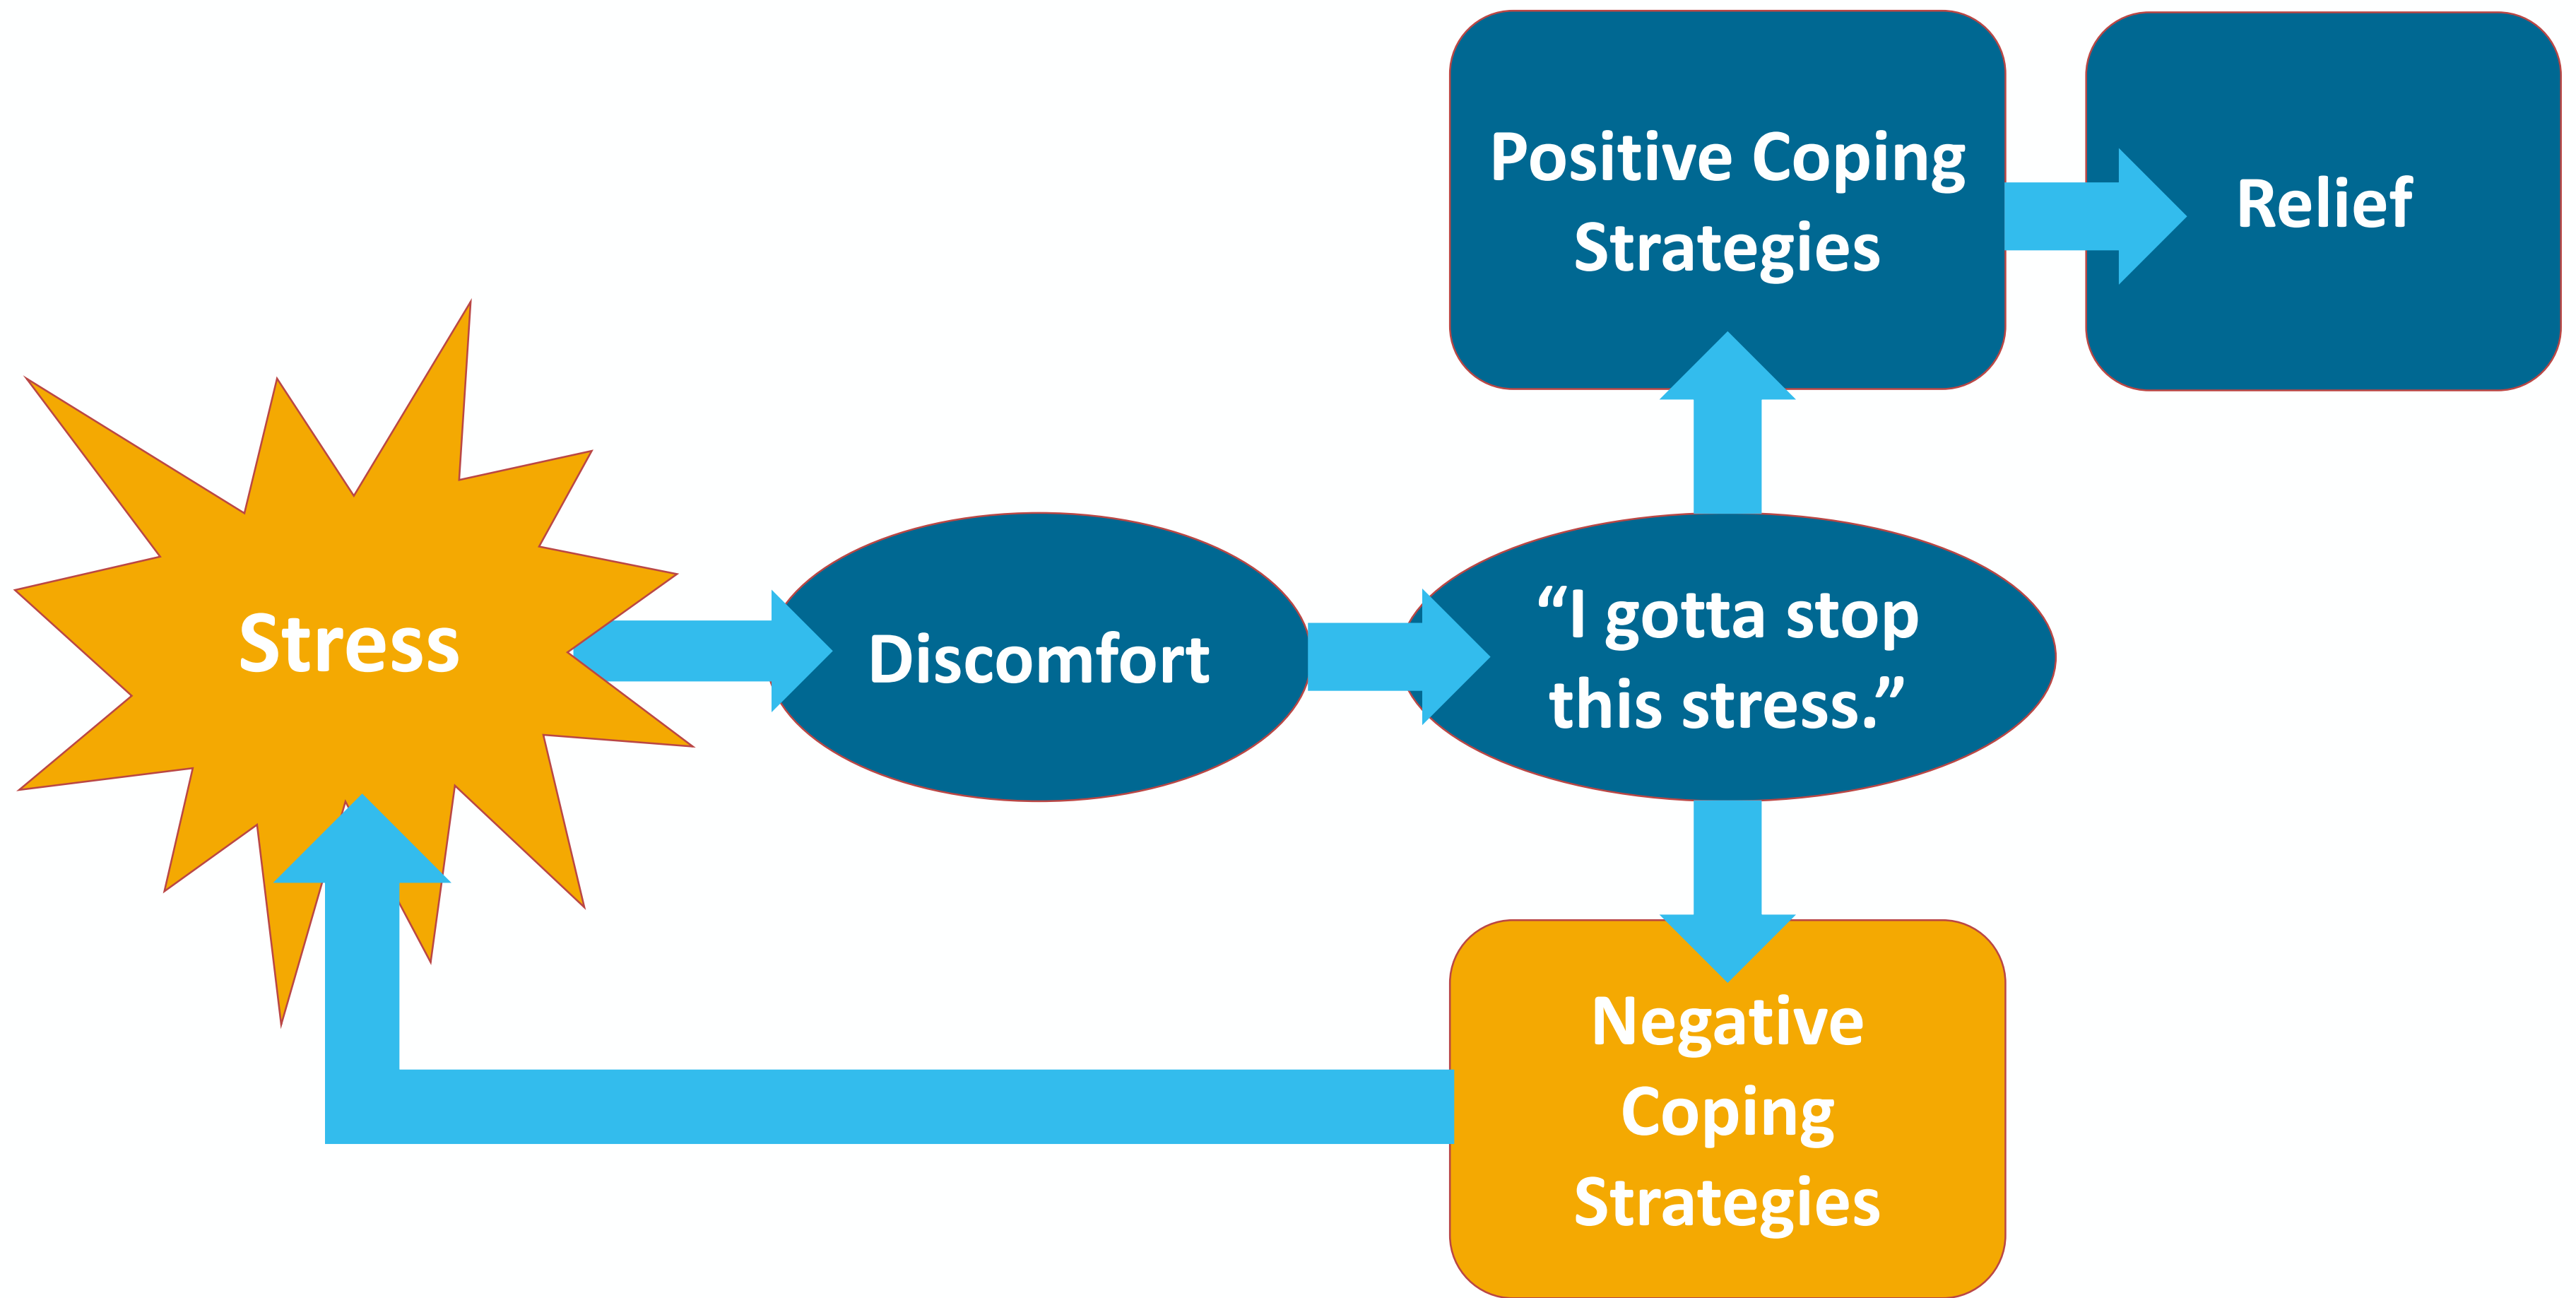 Stress
Discomfort
“I gotta stop
this stress.”
Positive Coping
Strategies
Relief
Negative
Coping
Strategies